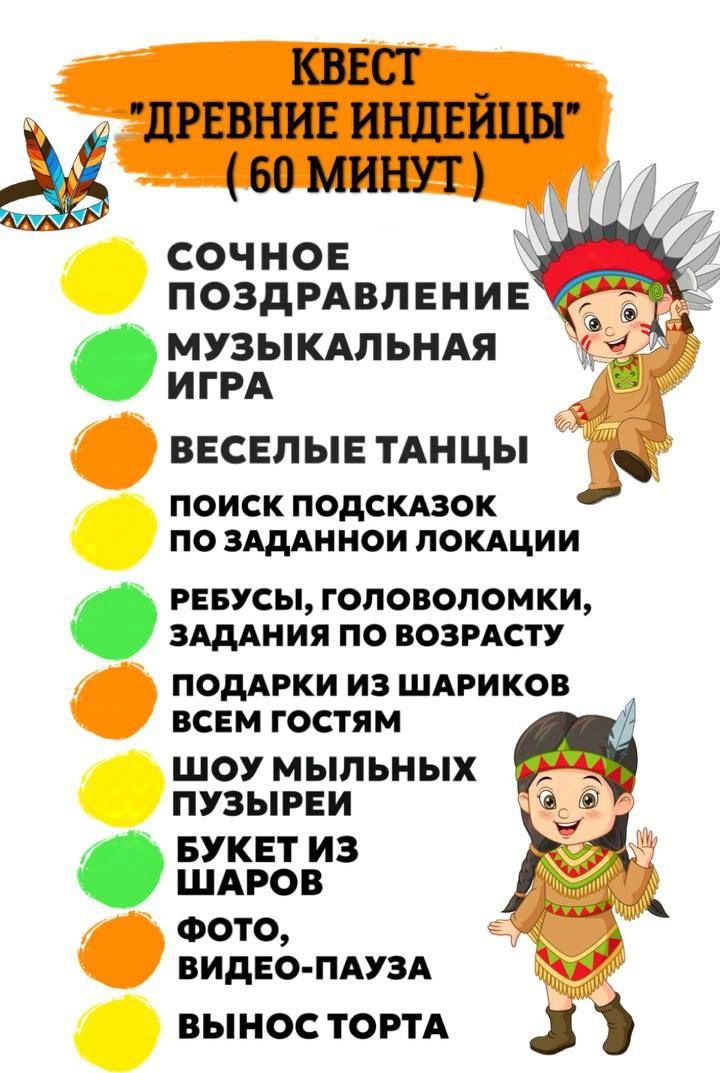 КВЕСТ
"ДРЕВНИЕ ИНДЕЙЦЫ"
( 60 МИНУТ )
СОЧНОЕ
ПОЗДРАВЛЕНИЕ
МУЗЫКАЛЬНАЯ
ИГРА
ВЕСЕЛЫЕ ТАНЦЫ
ПОИСК ПОДСКАЗОК
ПО ЗАДАННОИ ЛОКАЦИИ
РЕБУСЫ, ГОЛОВОЛОМКИ,
ЗАДАНИЯ ПО ВОЗРАСТУ
ПОДАРКИ ИЗ ШАРИКОВ
ВСЕМ ГОСТЯМ
ШОУ МЫЛЬНЫХ
ПУЗЫРЕИ
БУКЕТ ИЗ
ШАРОВ
ФОТО,
ВИДЕО-ПАУЗА
ВЫНОС ТОРТА